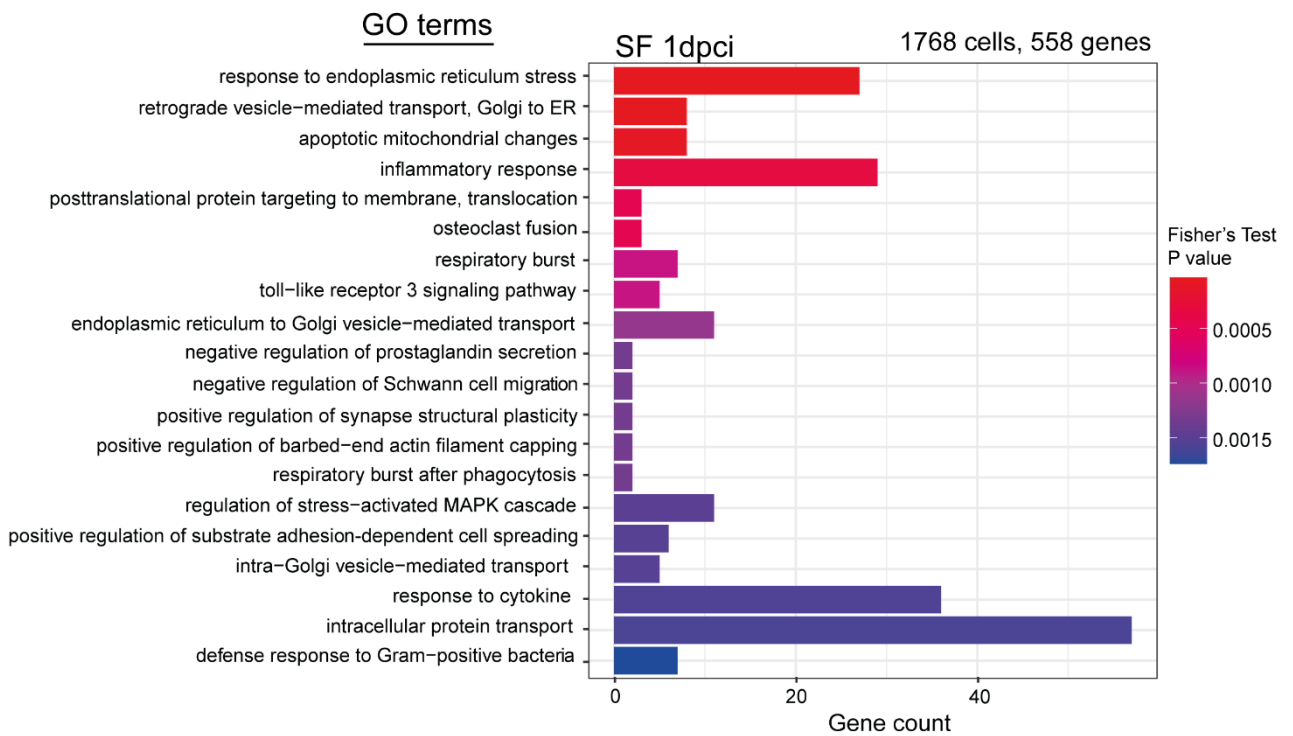 GO terms
SF 1dpci
1768 cells, 558 genes
response to endoplasmic reticulum stress
retrograde vesicle−mediated transport, Golgi to ER
apoptotic mitochondrial changes
inflammatory response
posttranslational protein targeting to membrane, translocation
osteoclast fusion
respiratory burst
toll−like receptor 3 signaling pathway
endoplasmic reticulum to Golgi vesicle−mediated transport
negative regulation of prostaglandin secretion
negative regulation of Schwann cell migration
positive regulation of synapse structural plasticity
positive regulation of barbed−end actin filament capping
respiratory burst after phagocytosis
regulation of stress−activated MAPK cascade
positive regulation of substrate adhesion-dependent cell spreading
intra−Golgi vesicle−mediated transport
response to cytokine
intracellular protein transport
defense response to Gram−positive bacteria
0 20 40
Gene count
Fisher's Test
P value
0.0005
0.0010
0.0015